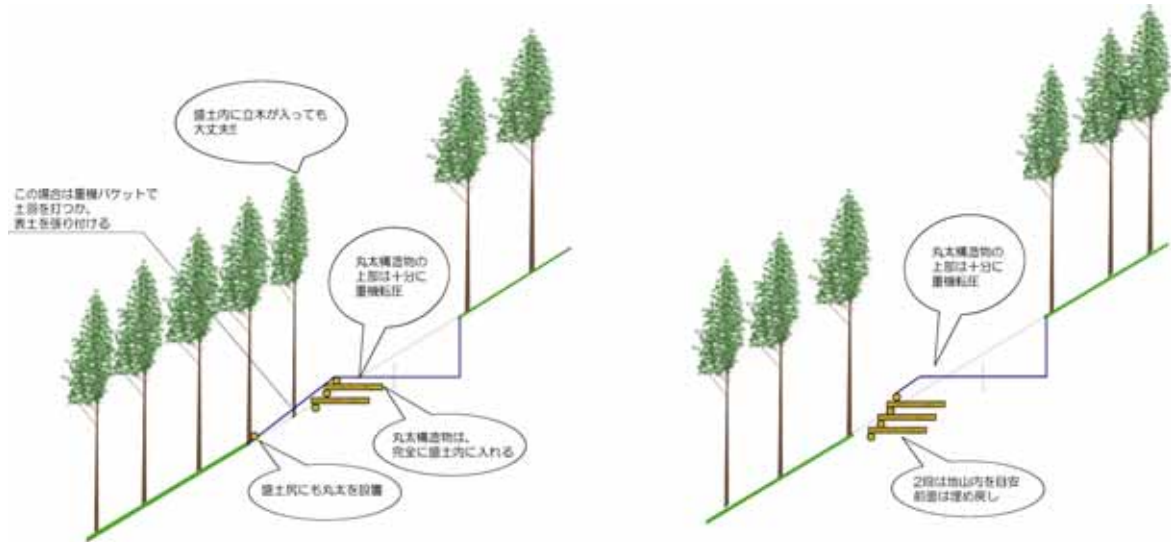 盛土内に立木が入っても
大丈夫!!
この場合は重機バケットで
土羽を打つか、
表土を張り付ける
丸太構造物の
上部は十分に
重機転圧
丸太構造物は、
完全に盛土内に入れる
盛土尻にも丸太を設置
丸太構造物の
上部は十分に
重機転圧
2段は地山内を目安
前面は埋め戻し